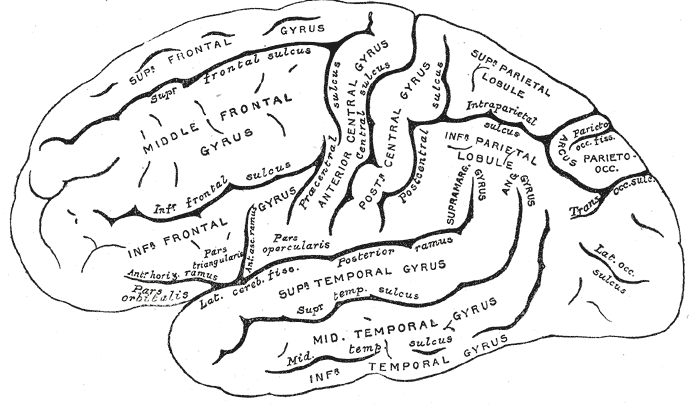 SUPR FRONTAL GYRUS
Supr frontal sulcus
MIDDLE FRONTAL
GYRUS
Infr frontal sulcus
INFR FRONTAL
GYRUS
Pars
triangularis
Ant. asc. ramus
Pars
opercularis
Ant. horiz. ramus
Pars
orbitalis
Precentral sulcus
ANTERIOR CENTRAL GYRUS
Central sulcus
POSTR CENTRAL GYRUS
Postcentral sulcus
SUPR PARIETAL
LOBULE
Intraparietal
sulcus
INFR PARIETAL
LOBULE
SUPRAMARG. GYRUS
ANG GYRUS
ARCUS
PARIETO-
OCC.
Parieto
occ. fiss.
Trans. occ. sulc.
Lat. occ.
sulcus
Lat. cereb. fiss. Posterior ramus
SUPR TEMPORAL GYRUS
Supr temp. sulcus
MID. TEMPORAL GYRUS
Mid. temp sulcus
INFR TEMPORAL GYRUS